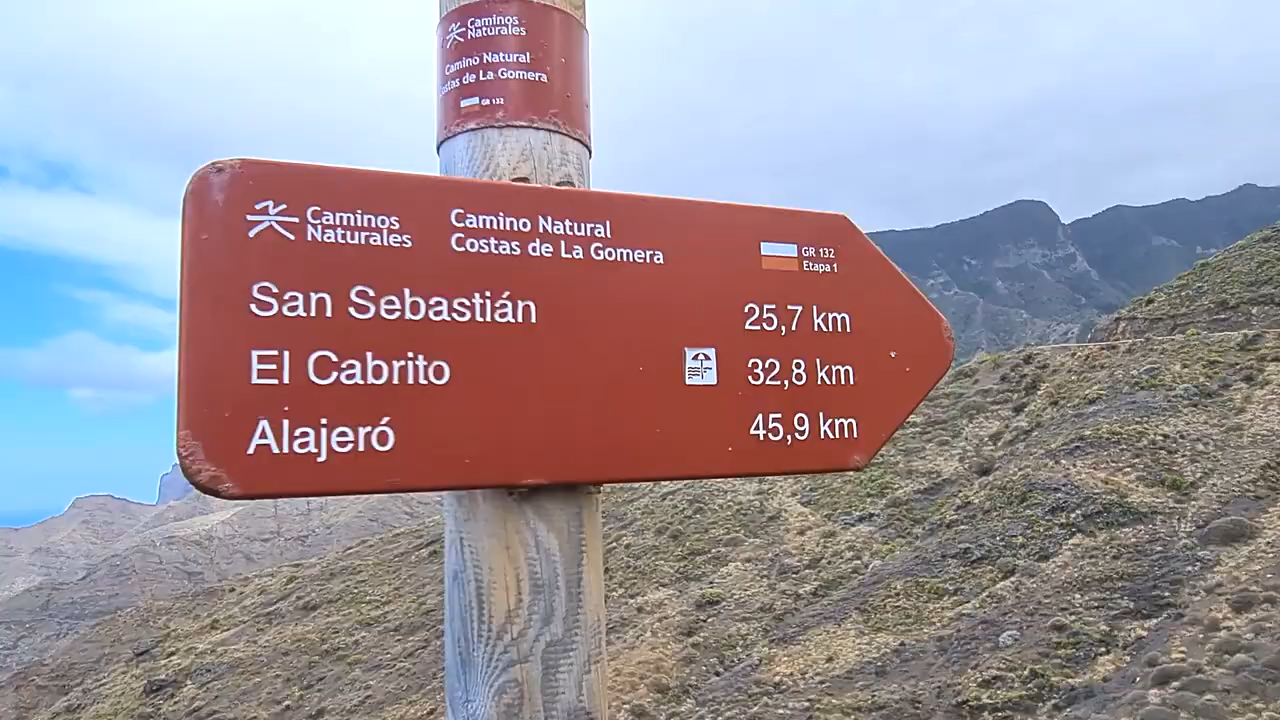 Caminos
Naturales
Camino Natural
Costas de La Gomera
GR 132
Caminos
Naturales
Camino Natural
Costas de La Gomera
GR 132
Etapa 1
San Sebastián 25,7 km
El Cabrito 32,8 km
Alajeró 45,9 km